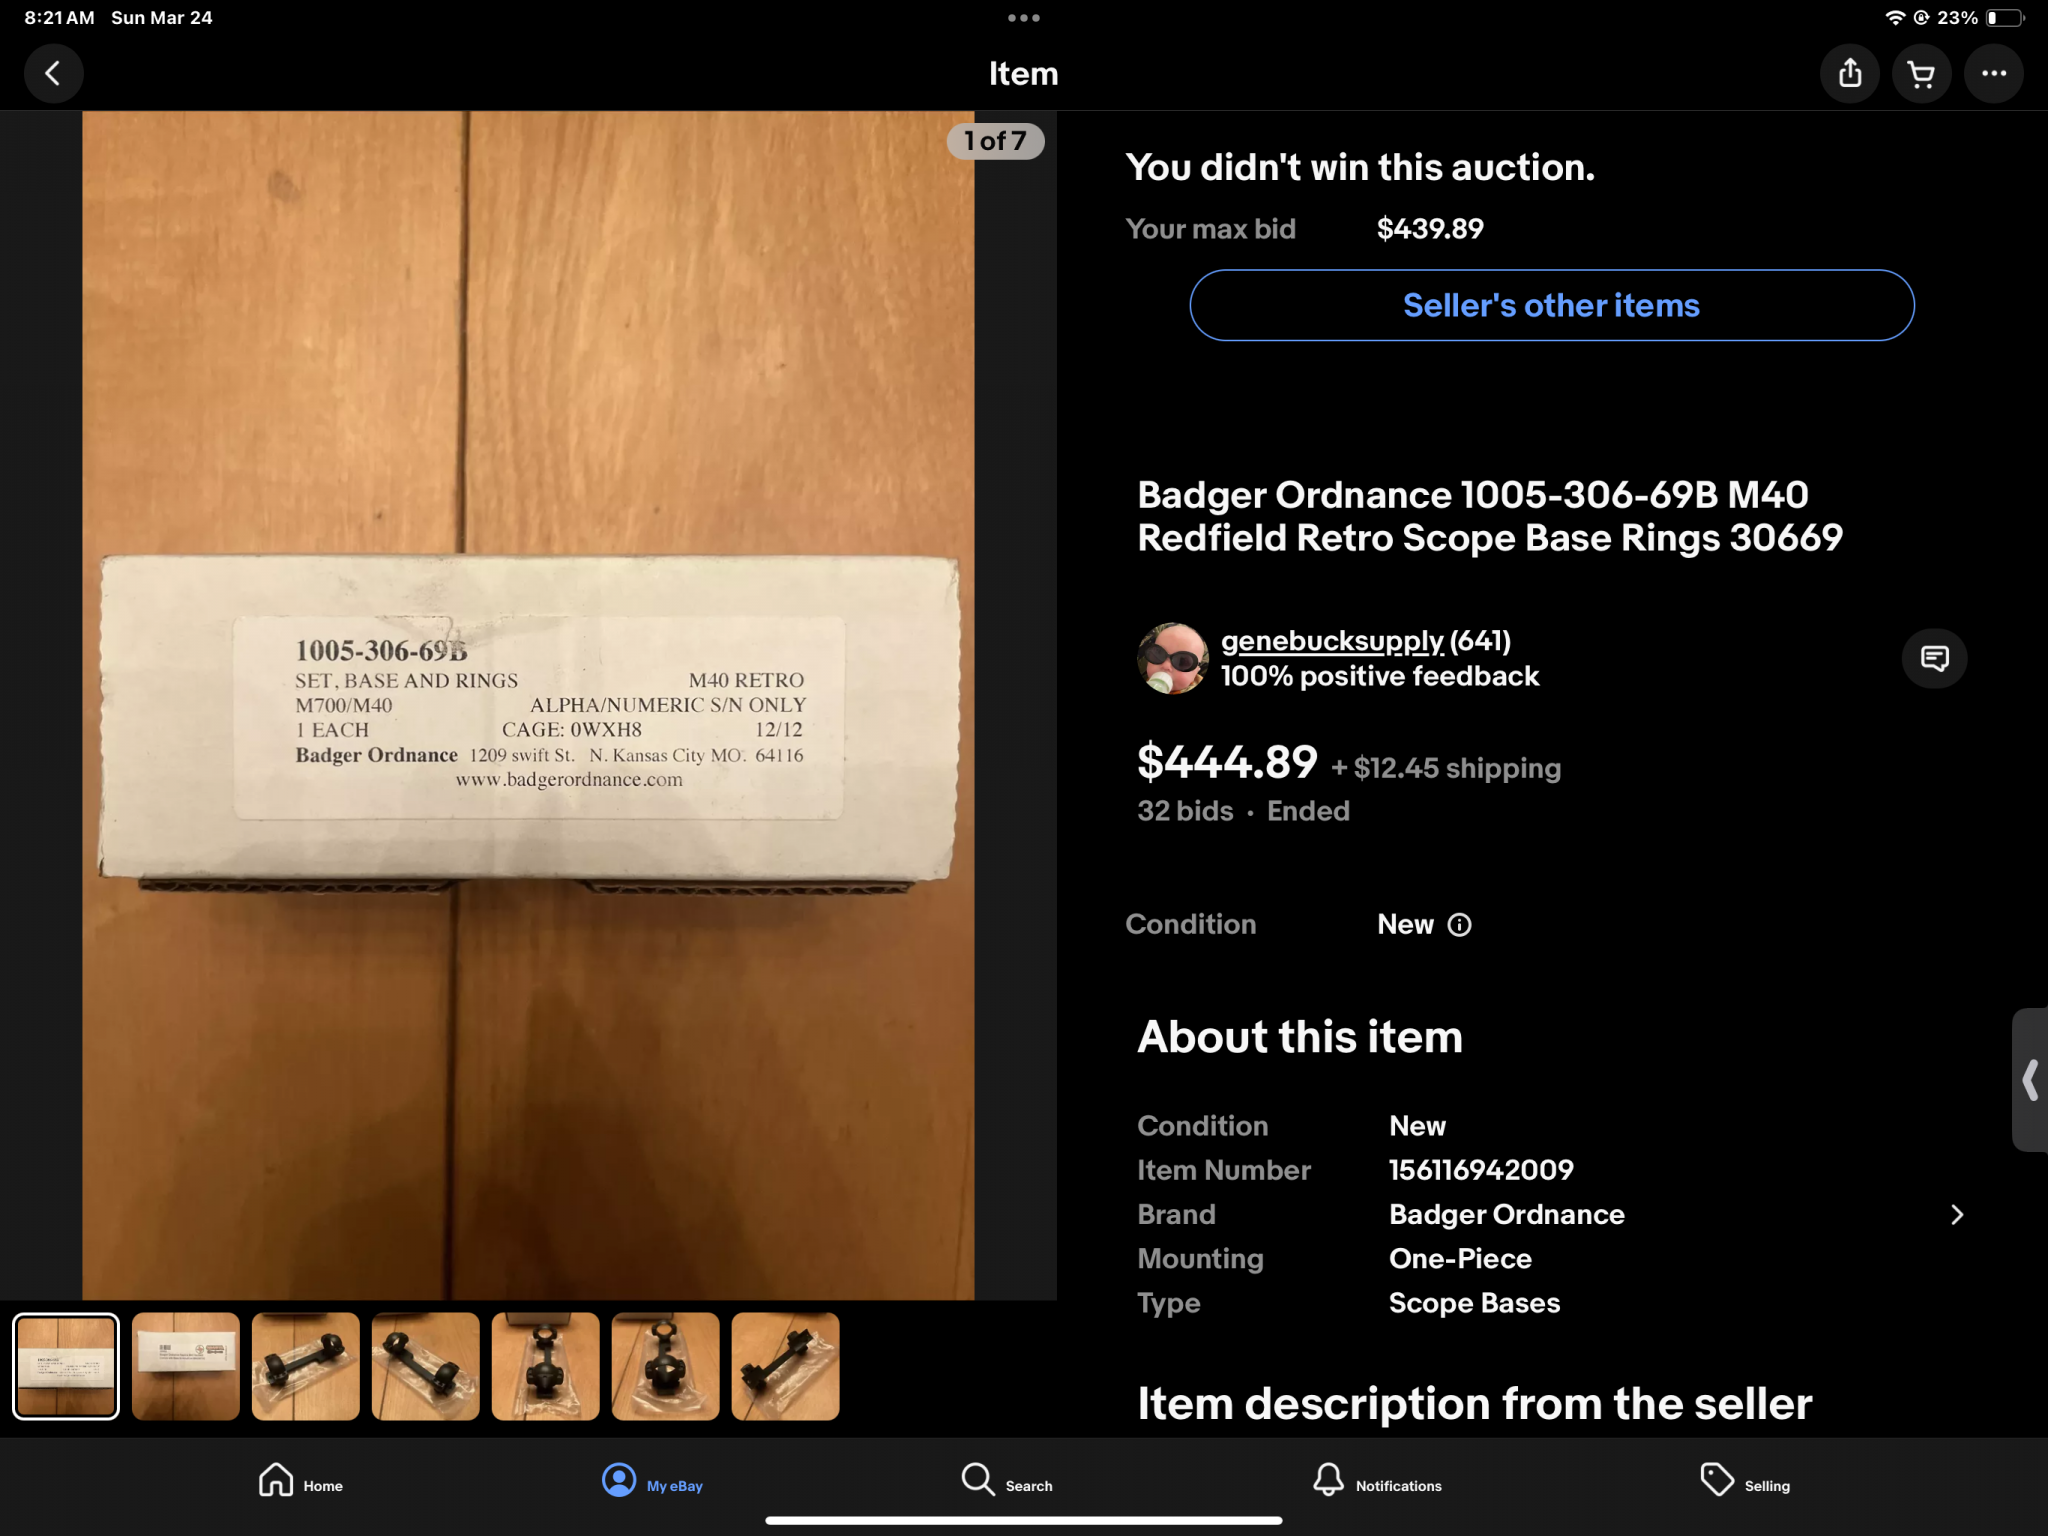 8:21 AM Sun Mar 24
23%
Item
1 of 7
1005-306-69B
SET, BASE AND RINGS M40 RETRO
M700/M40 ALPHA/NUMERIC S/N ONLY
1 EACH CAGE: 0WXH8 12/12
Badger Ordnance 1209 swift St. N. Kansas City MO. 64116
www.badgerordnance.com
You didn't win this auction.
Your max bid $439.89
Seller's other items
Badger Ordnance 1005-306-69B M40
Redfield Retro Scope Base Rings 30669
genebucksupply (641)
100% positive feedback
$444.89 + $12.45 shipping
32 bids · Ended
Condition New
About this item
Condition New
Item Number 156116942009
Brand Badger Ordnance
Mounting One-Piece
Type Scope Bases
Item description from the seller
Home
My eBay
Search
Notifications
Selling